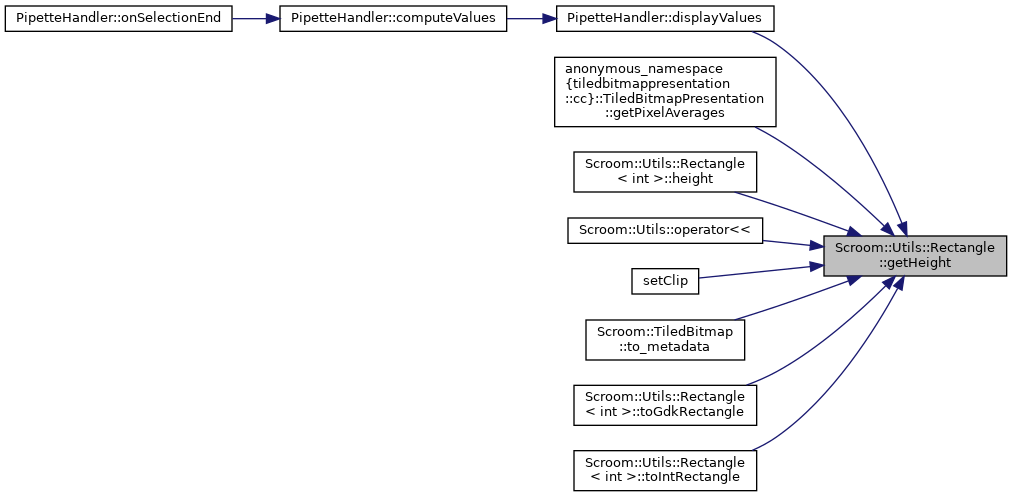 PipetteHandler::onSelectionEnd
PipetteHandler::computeValues
PipetteHandler::displayValues
anonymous_namespace
{tiledbitmappresentation
::cc}::TiledBitmapPresentation
::getPixelAverages
Scroom::Utils::Rectangle
< int >::height
Scroom::Utils::operator<<
setClip
Scroom::TiledBitmap
::to_metadata
Scroom::Utils::Rectangle
< int >::toGdkRectangle
Scroom::Utils::Rectangle
< int >::toIntRectangle
Scroom::Utils::Rectangle
::getHeight